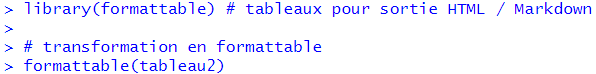 > library(formattable) # tableaux pour sortie HTML / Markdown
>
> # transformation en formattable
> formattable(tableau2)